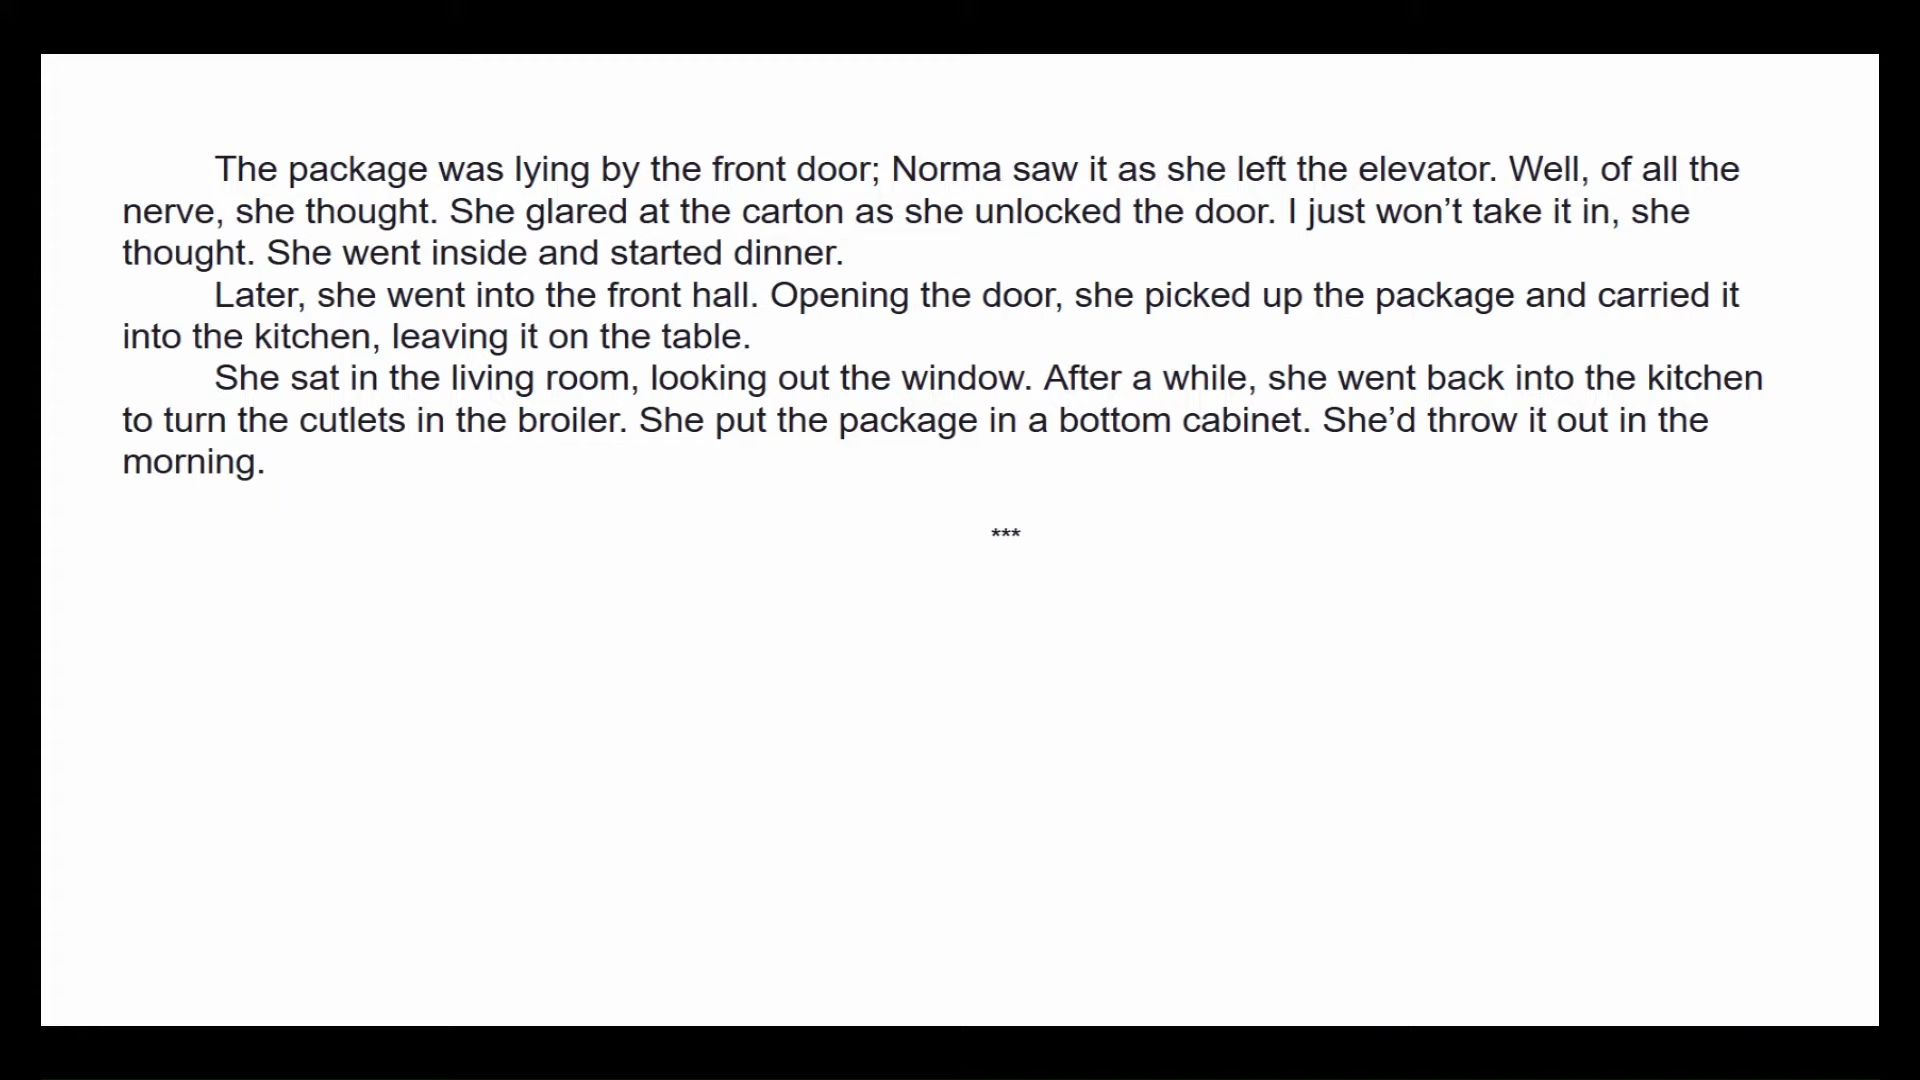 The package was lying by the front door; Norma saw it as she left the elevator. Well, of all the
nerve, she thought. She glared at the carton as she unlocked the door. I just won’t take it in, she
thought. She went inside and started dinner.
Later, she went into the front hall. Opening the door, she picked up the package and carried it
into the kitchen, leaving it on the table.
She sat in the living room, looking out the window. After a while, she went back into the kitchen
to turn the cutlets in the broiler. She put the package in a bottom cabinet. She’d throw it out in the
morning.
***